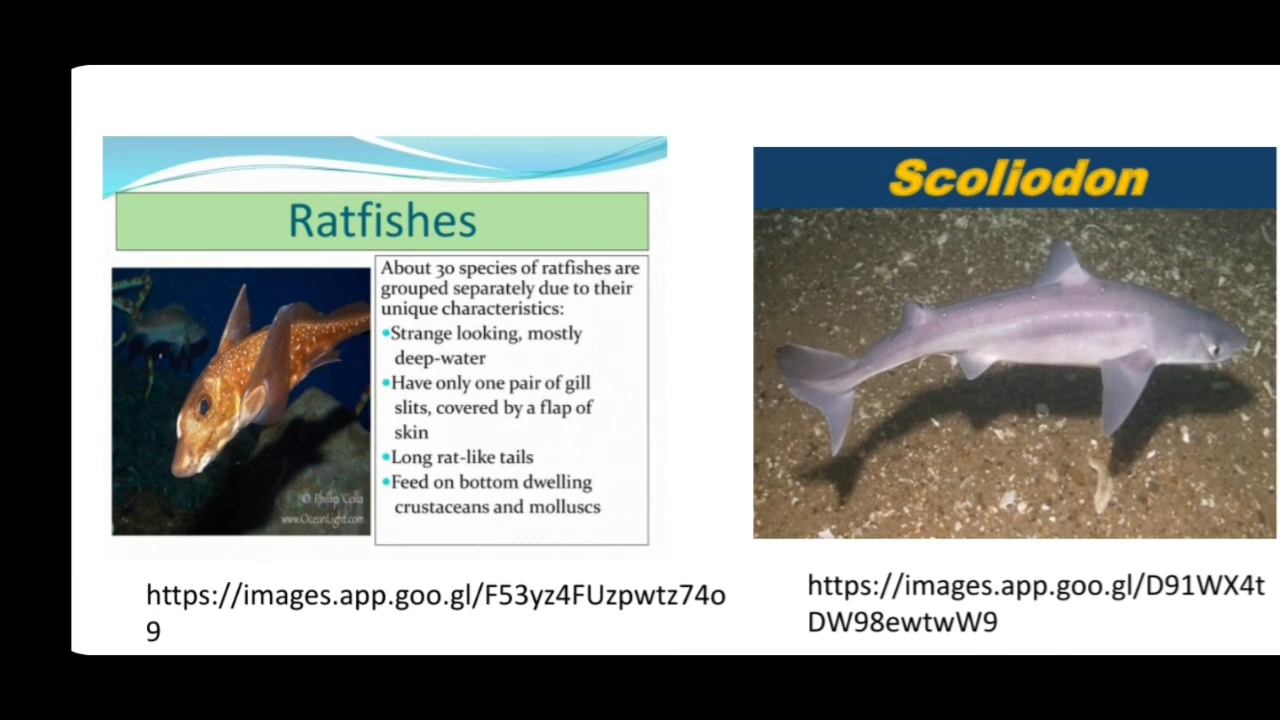 Ratfishes
About 30 species of ratfishes are
grouped separately due to their
unique characteristics:
•Strange looking, mostly
deep-water
•Have only one pair of gill
slits, covered by a flap of
skin
•Long rat-like tails
•Feed on bottom dwelling
crustaceans and molluscs
© Phillip Colla
www.OceanLight.com
https://images.app.goo.gl/F53yz4FUzpwtz74o
9
Scoliodon
https://images.app.goo.gl/D91WX4t
DW98ewtwW9